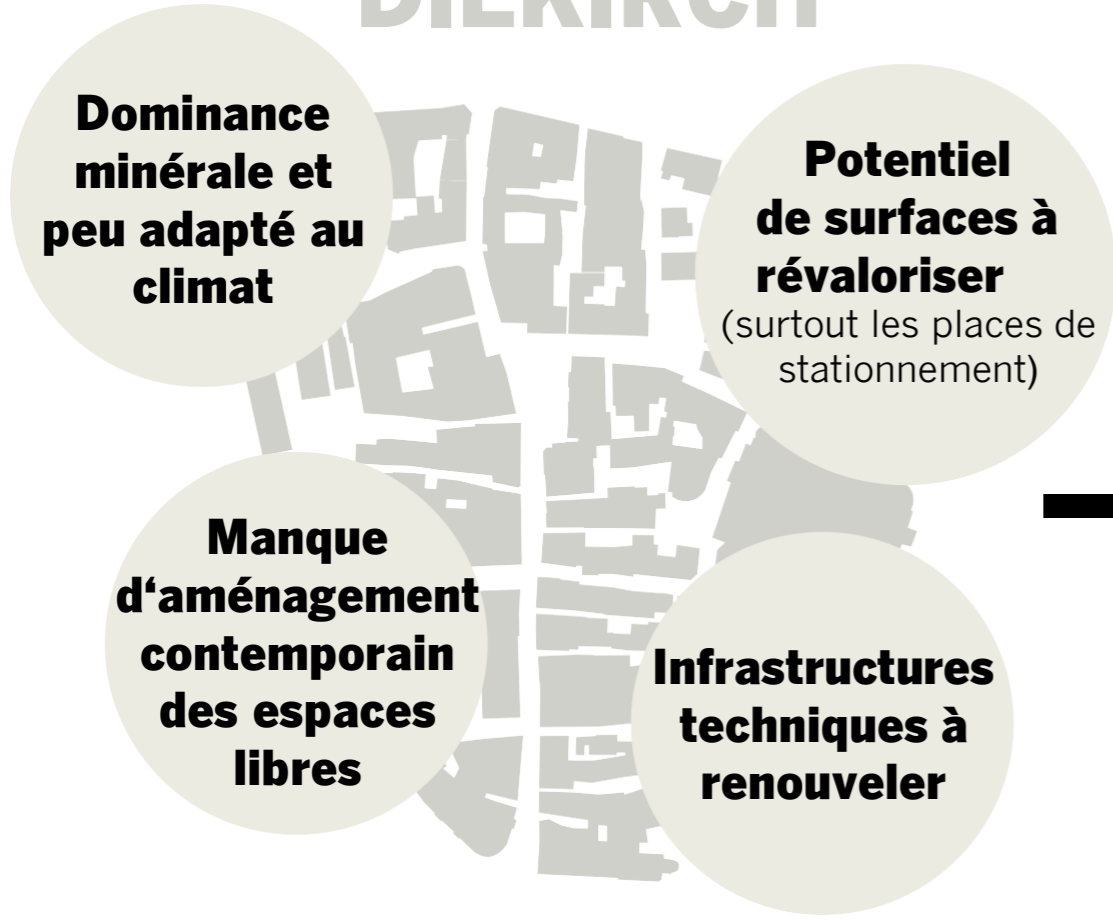 DIEKIRCH
Dominance
minérale et
peu adapté au
climat
Potentiel
de surfaces à
révaloriser
(surtout les places de
stationnement)
Manque
d‘aménagement
contemporain
des espaces
libres
Infrastructures
techniques à
renouveler